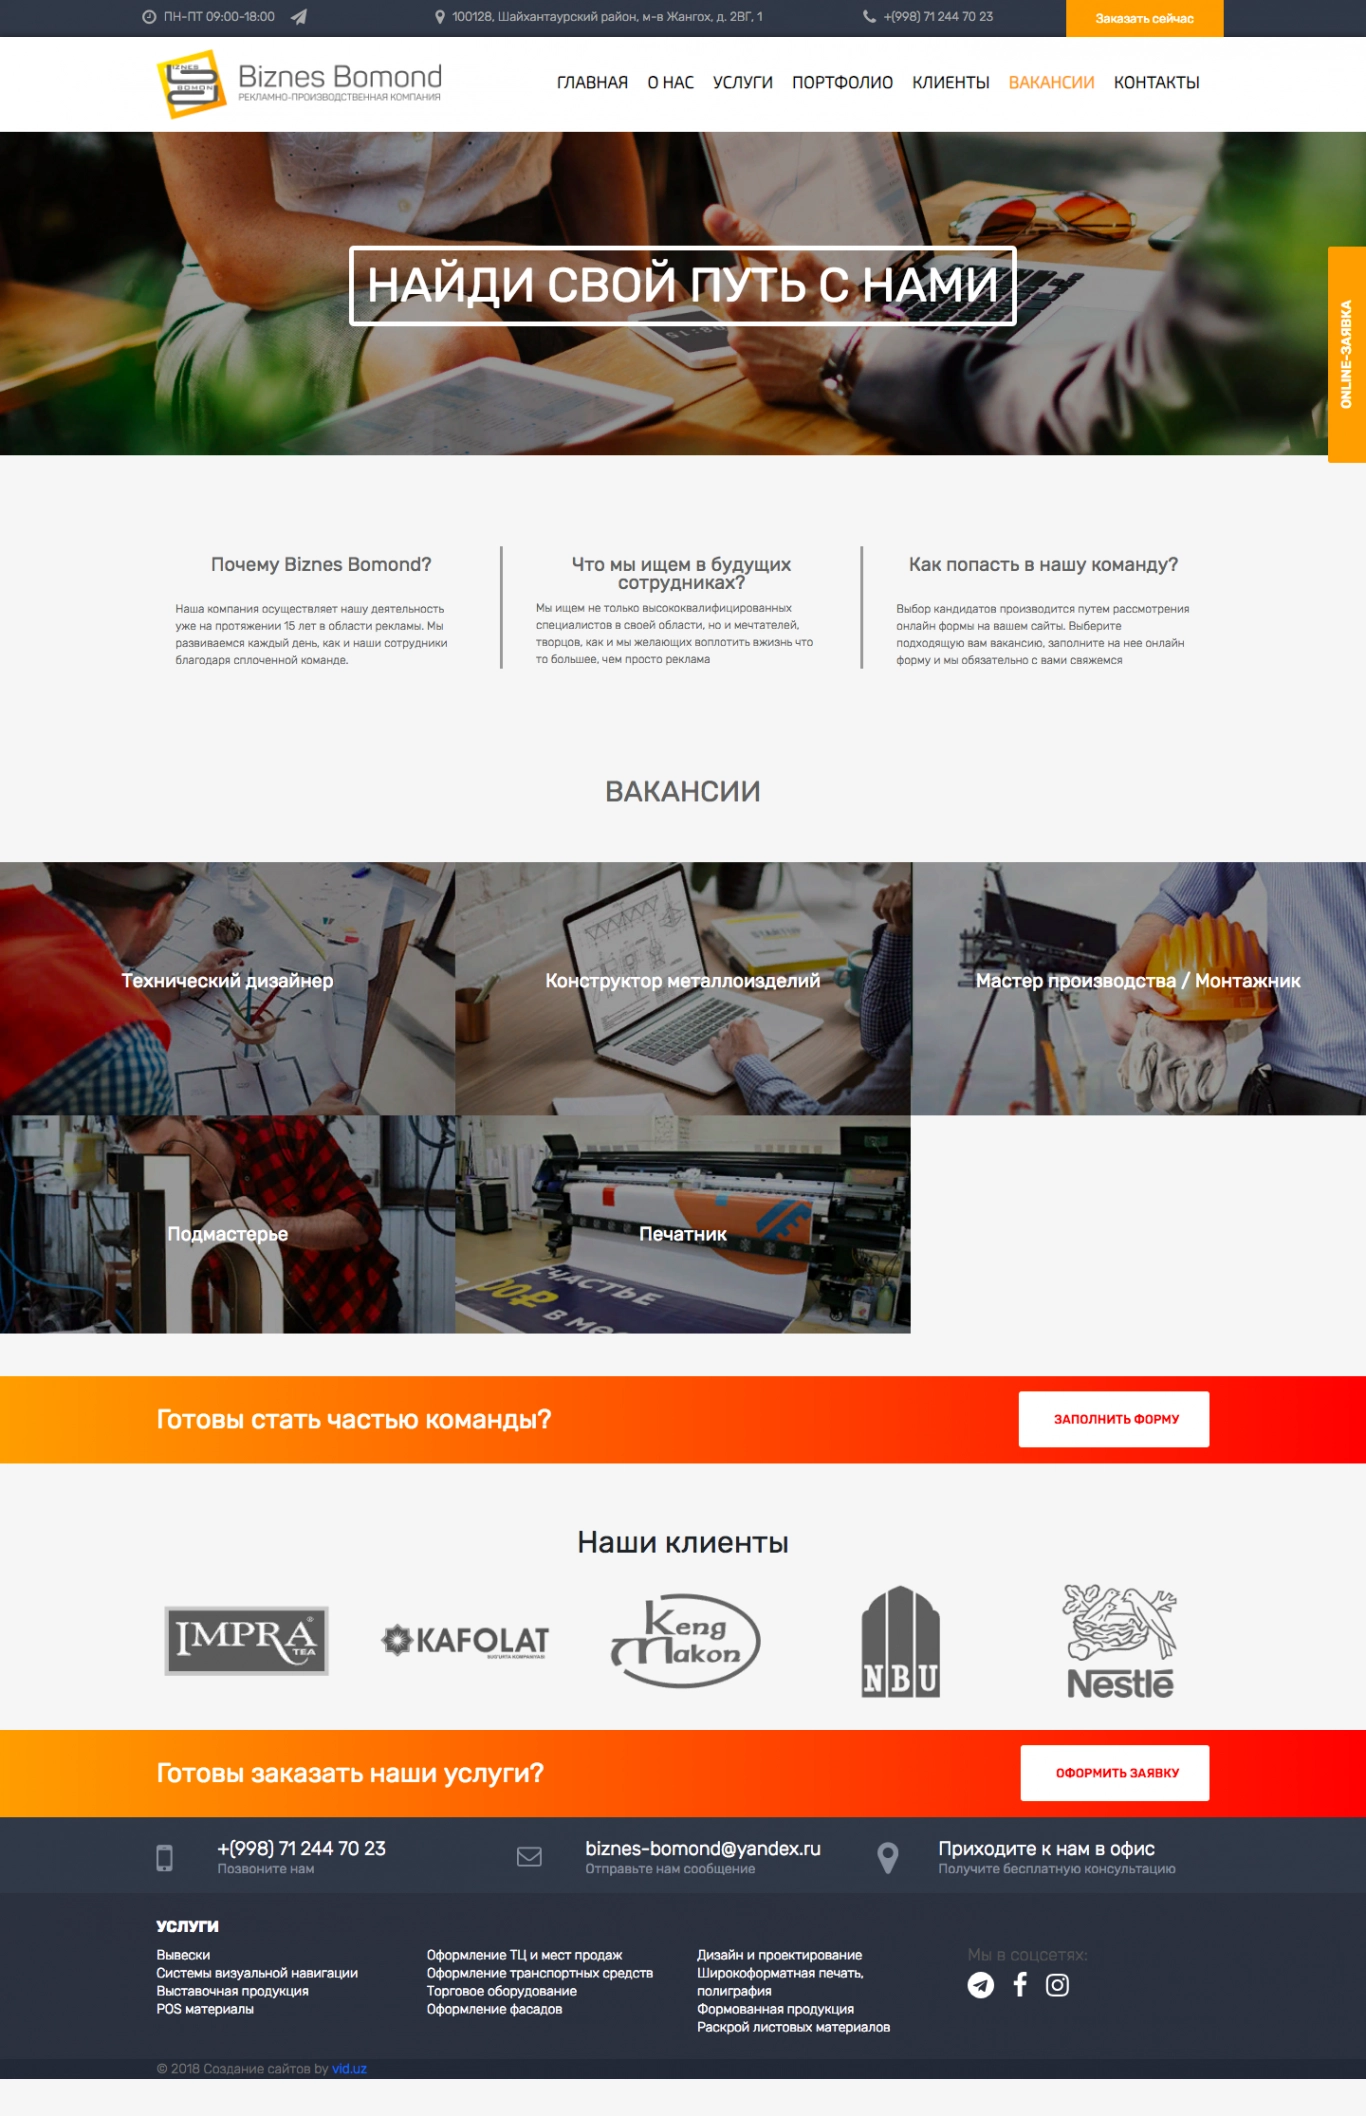 ПН-ПТ 09:00-18:00
100128, Шайхантаурский район, м-в Жангох, д. 2ВГ, 1
+(998) 71 244 70 23
Заказать сейчас
Biznes Bomond
РЕКЛАМНО-ПРОИЗВОДСТВЕННАЯ КОМПАНИЯ
ГЛАВНАЯ О НАС УСЛУГИ ПОРТФОЛИО КЛИЕНТЫ ВАКАНСИИ КОНТАКТЫ
НАЙДИ СВОЙ ПУТЬ С НАМИ
ONLINE-ЗАЯВКА
Почему Biznes Bomond?
Наша компания осуществляет нашу деятельность
уже на протяжении 15 лет в области рекламы. Мы
развиваемся каждый день, как и наши сотрудники
благодаря сплоченной команде.
Что мы ищем в будущих
сотрудниках?
Мы ищем не только высококвалифицированных
специалистов в своей области, но и мечтателей,
творцов, как и мы желающих воплотить вжизнь что
то большее, чем просто реклама
Как попасть в нашу команду?
Выбор кандидатов производится путем рассмотрения
онлайн формы на вашем сайты. Выберите
подходящую вам вакансию, заполните на нее онлайн
форму и мы обязательно с вами свяжемся
ВАКАНСИИ
Технический дизайнер
Конструктор металлоизделий
Мастер производства / Монтажник
Подмастерье
Печатник
Готовы стать частью команды?
ЗАПОЛНИТЬ ФОРМУ
Наши клиенты
IMPRA
TEA
KAFOLAT
Keng
Makon
NBU
Nestlé
Готовы заказать наши услуги?
ОФОРМИТЬ ЗАЯВКУ
+(998) 71 244 70 23
Позвоните нам
biznes-bomond@yandex.ru
Отправьте нам сообщение
Приходите к нам в офис
Получите бесплатную консультацию
УСЛУГИ
Вывески
Системы визуальной навигации
Выставочная продукция
POS материалы
Оформление ТЦ и мест продаж
Оформление транспортных средств
Торговое оборудование
Оформление фасадов
Дизайн и проектирование
Широкоформатная печать,
полиграфия
Формованная продукция
Раскрой листовых материалов
Мы в соцсетях:
© 2018 Создание сайтов by vid.uz